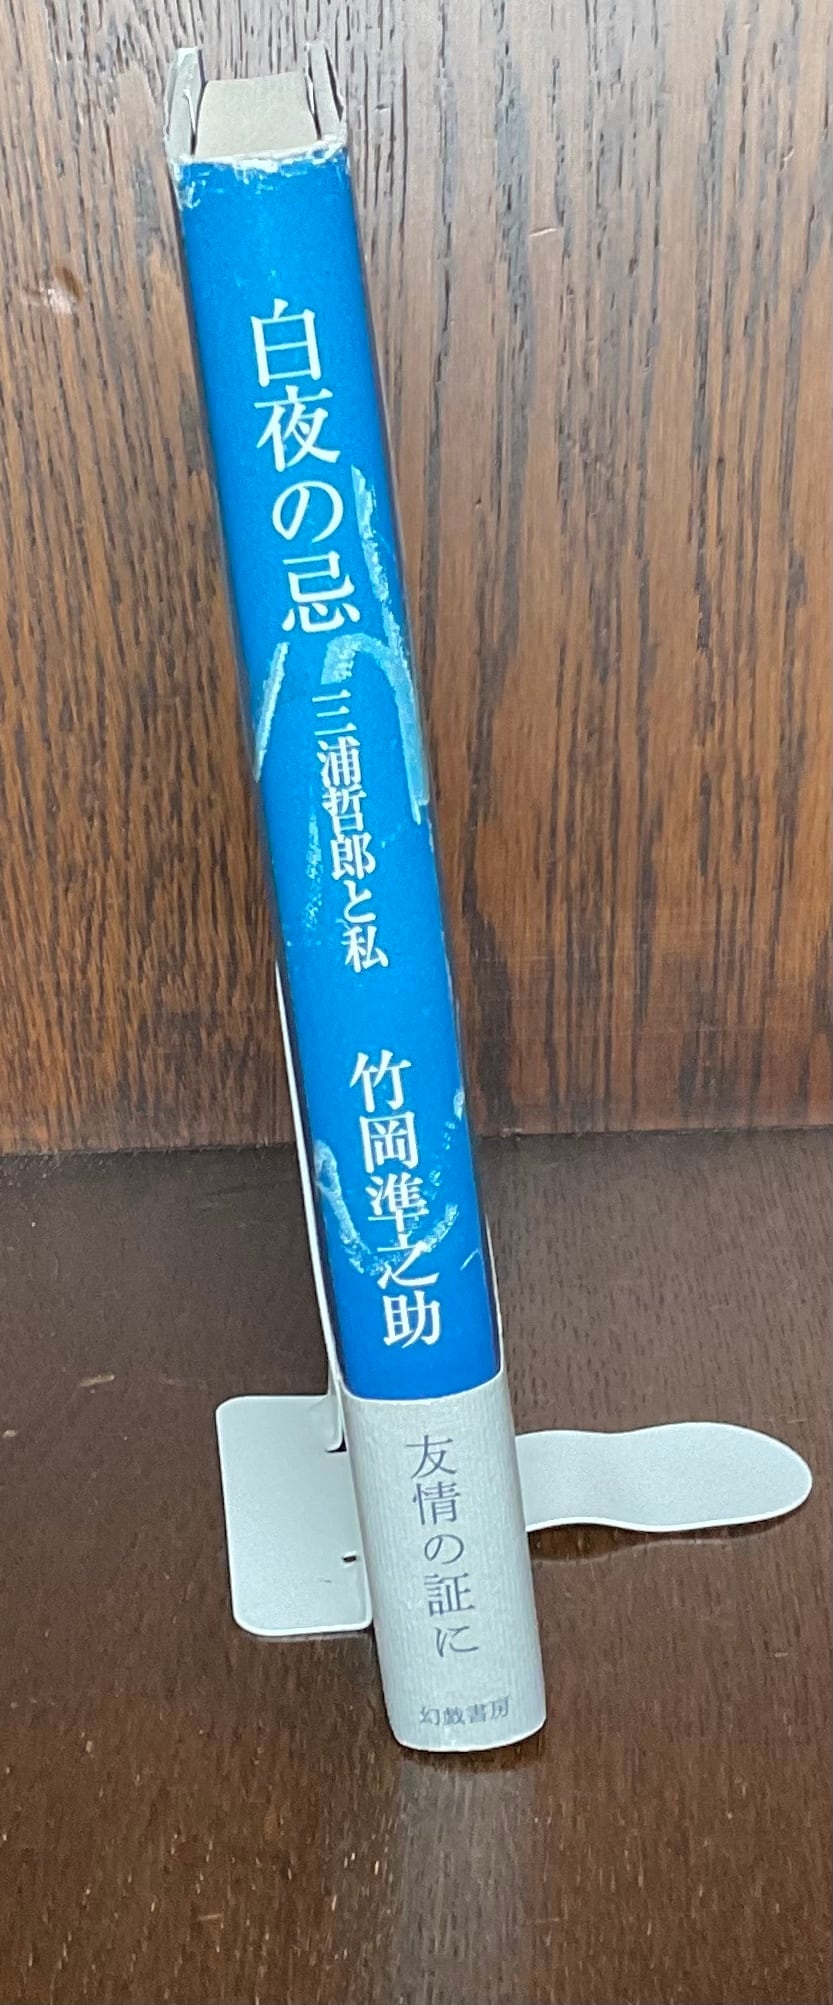 白夜の忌
三浦哲郎と私
竹岡準之助
友情の証に
幻戯書房